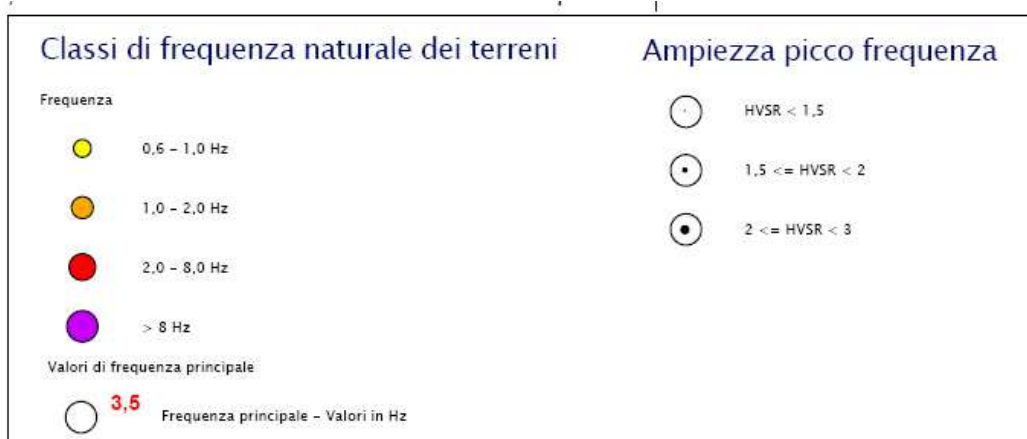 Classi di frequenza naturale dei terreni
Frequenza
0,6 - 1,0 Hz
1,0 - 2,0 Hz
2,0 - 8,0 Hz
> 8 Hz
Valori di frequenza principale
3,5
Frequenza principale - Valori in Hz
Ampiezza picco frequenza
HVSR < 1,5
1,5 <= HVSR < 2
2 <= HVSR < 3